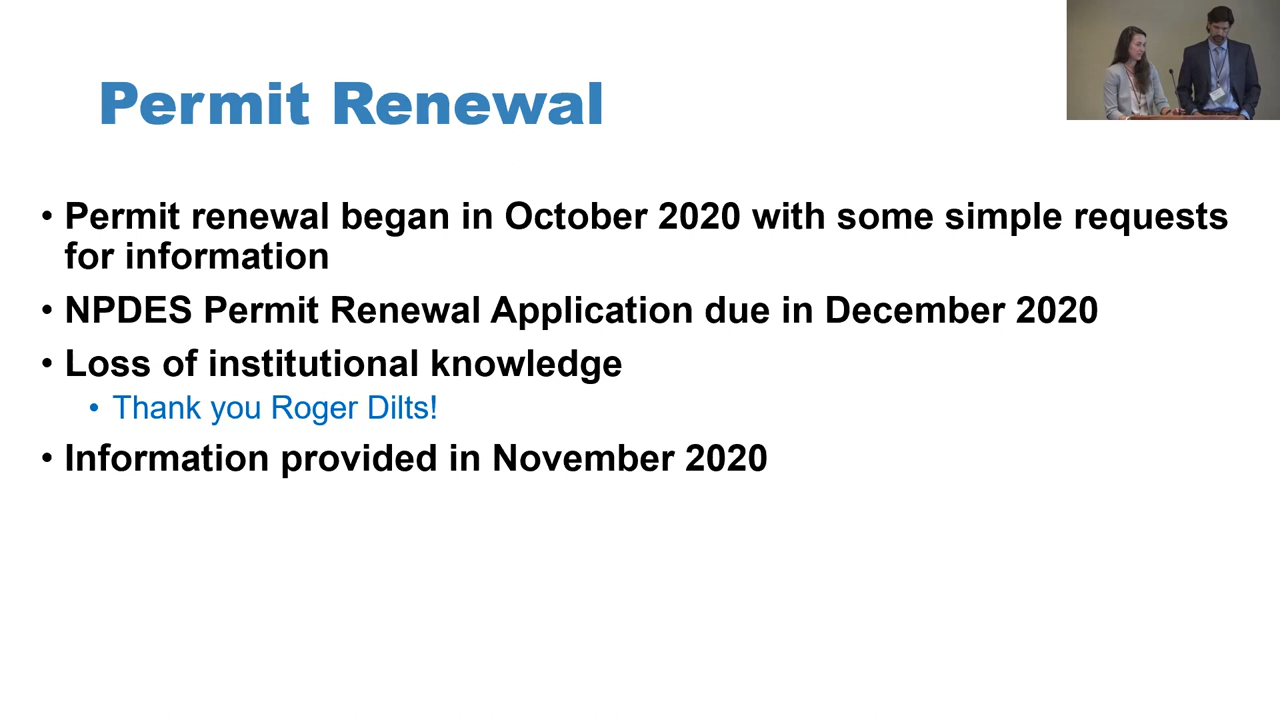 Permit Renewal
• Permit renewal began in October 2020 with some simple requests
for information
• NPDES Permit Renewal Application due in December 2020
• Loss of institutional knowledge
• Thank you Roger Dilts!
• Information provided in November 2020